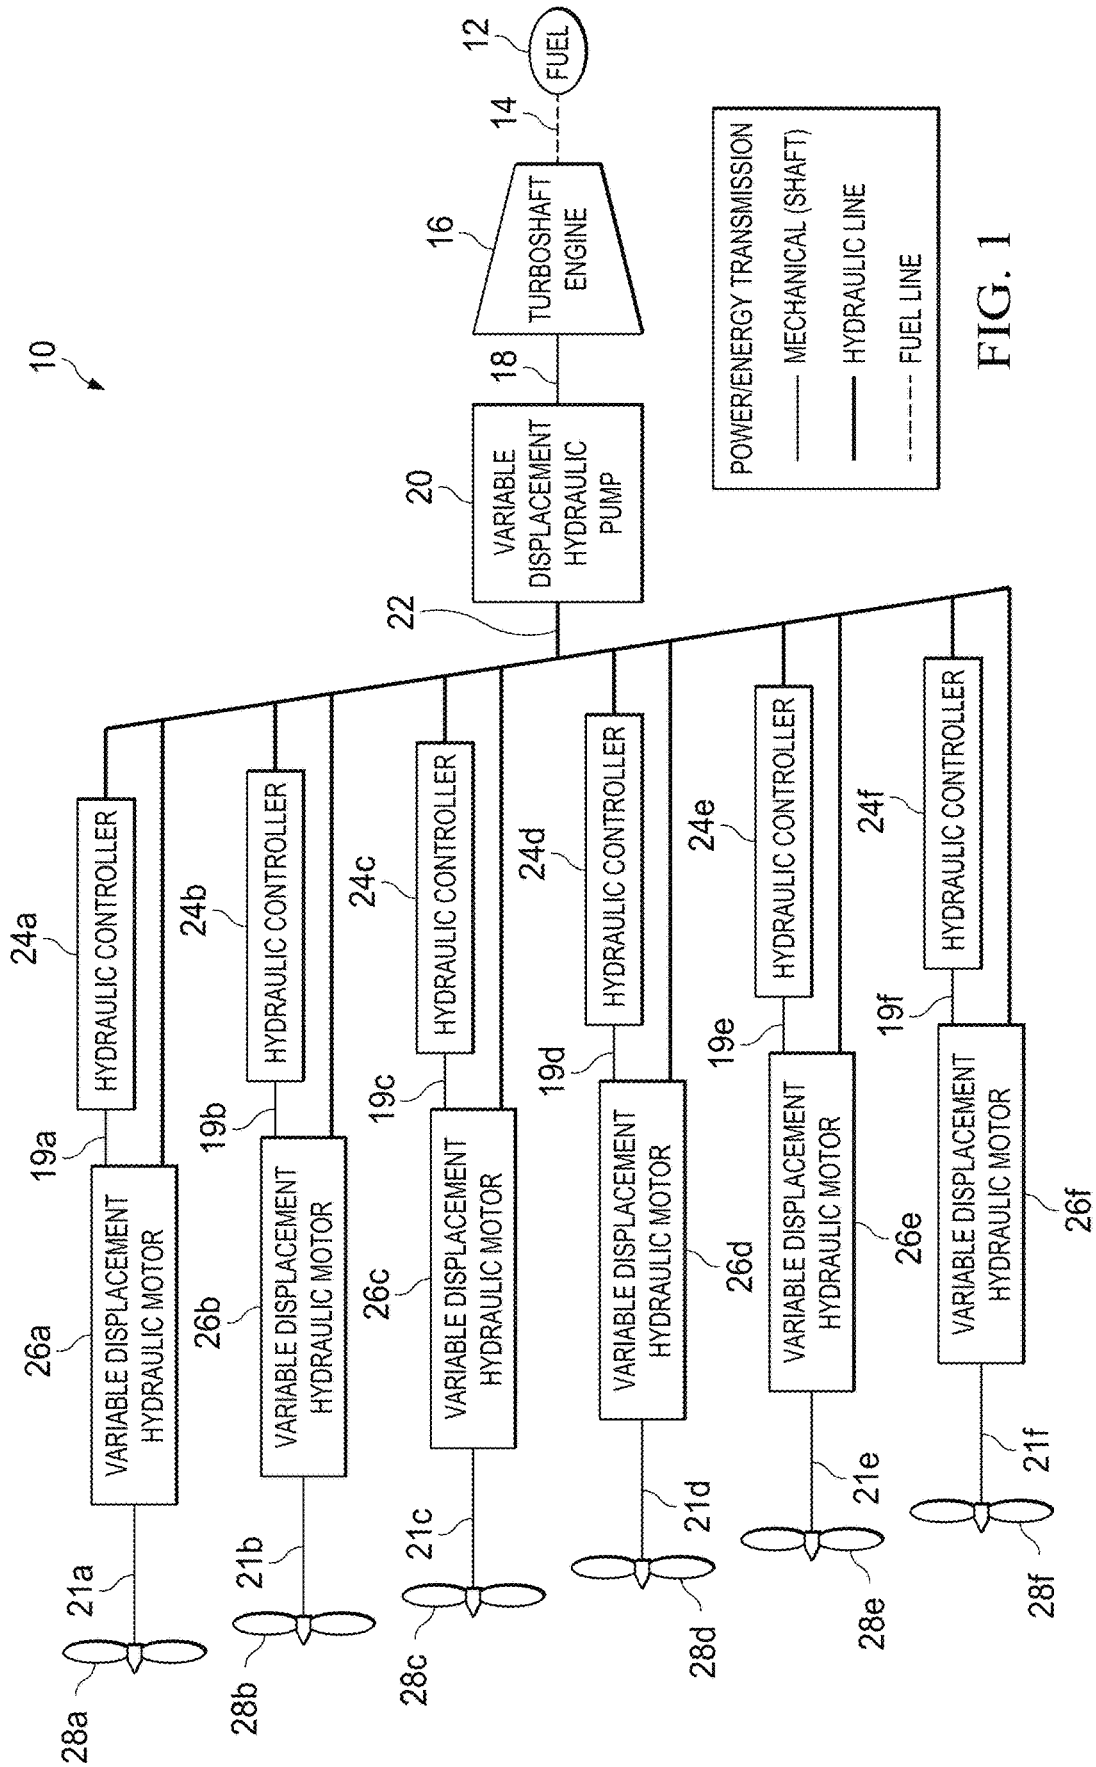 10
12
FUEL
14
16
TURBOSHAFT
ENGINE
18
20
VARIABLE
DISPLACEMENT
HYDRAULIC
PUMP
22
24a
HYDRAULIC CONTROLLER
19a
26a
VARIABLE DISPLACEMENT
HYDRAULIC MOTOR
21a
28a
24b
HYDRAULIC CONTROLLER
19b
26b
VARIABLE DISPLACEMENT
HYDRAULIC MOTOR
21b
28b
24c
HYDRAULIC CONTROLLER
19c
26c
VARIABLE DISPLACEMENT
HYDRAULIC MOTOR
21c
28c
24d
HYDRAULIC CONTROLLER
19d
VARIABLE DISPLACEMENT
HYDRAULIC MOTOR
26d
21d
28d
24e
HYDRAULIC CONTROLLER
19e
VARIABLE DISPLACEMENT
HYDRAULIC MOTOR
26e
21e
28e
24f
HYDRAULIC CONTROLLER
19f
VARIABLE DISPLACEMENT
HYDRAULIC MOTOR
26f
21f
28f
POWER/ENERGY TRANSMISSION
MECHANICAL (SHAFT)
HYDRAULIC LINE
FUEL LINE
FIG. 1